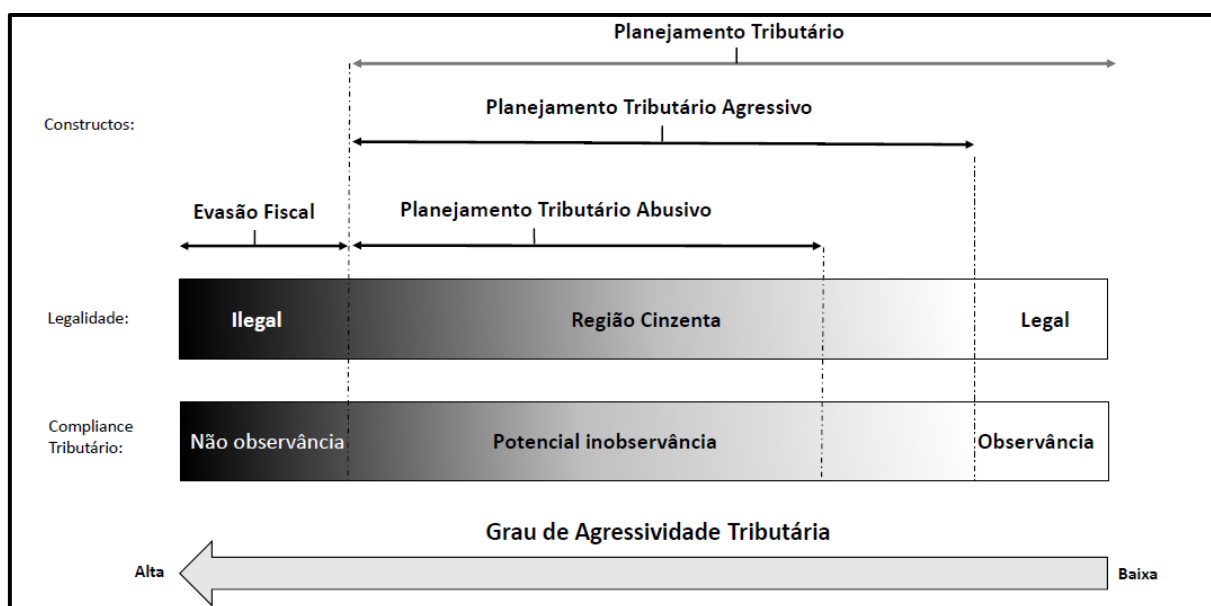 Planejamento Tributário
Constructos:
Planejamento Tributário Agressivo
Evasão Fiscal
Planejamento Tributário Abusivo
Legalidade:
Ilegal
Região Cinzenta
Legal
Compliance
Tributário:
Não observância
Potencial inobservância
Observância
Grau de Agressividade Tributária
Alta
Baixa